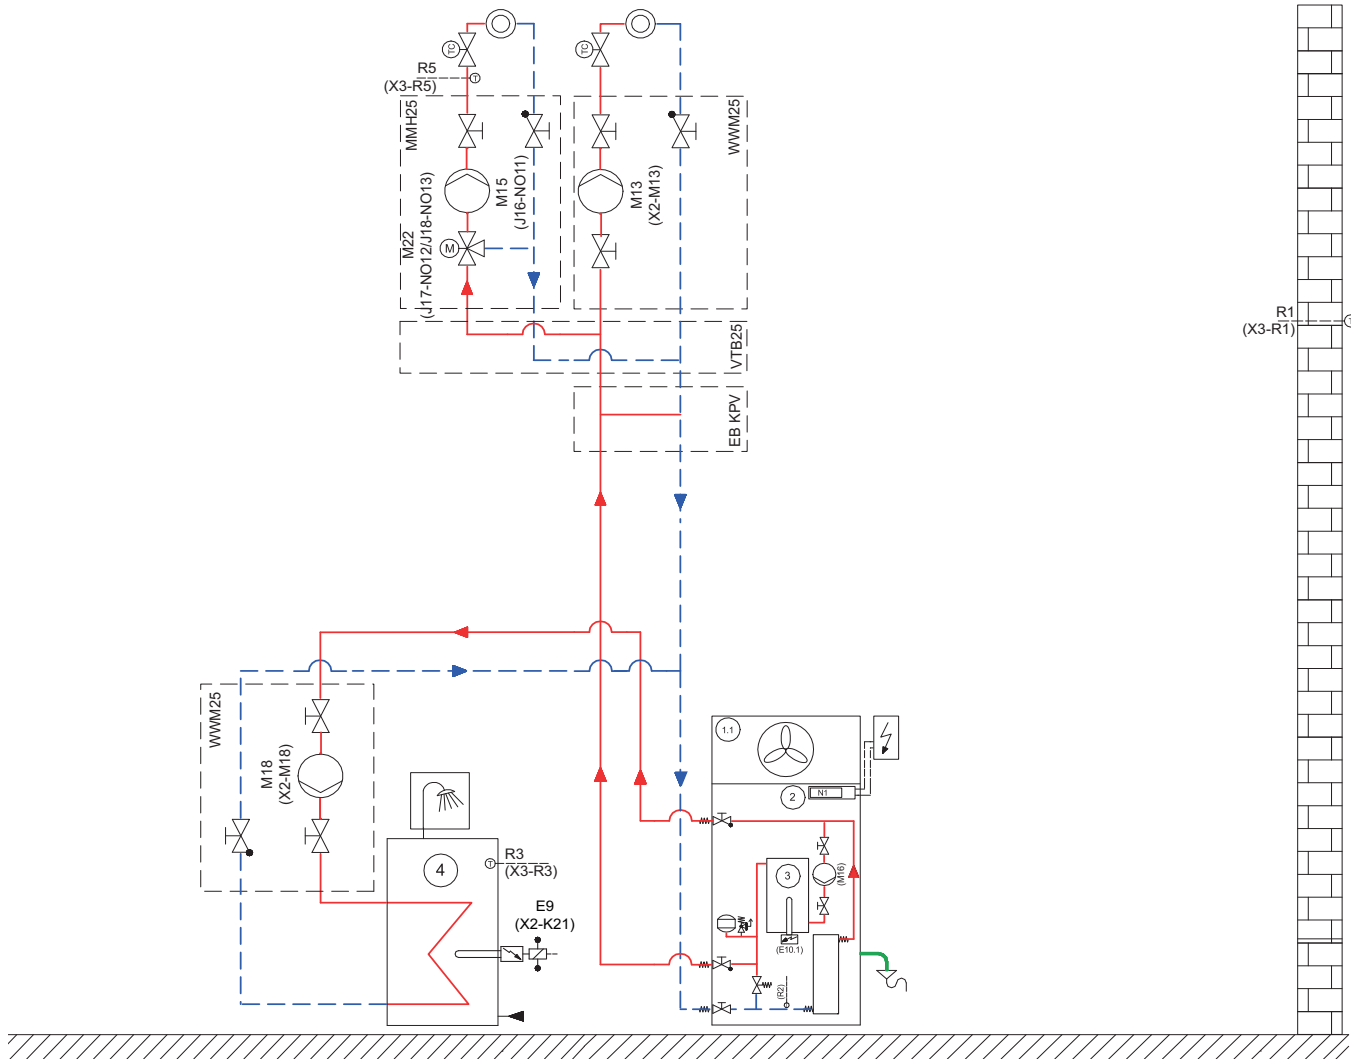 TC
TC
R5
(X3-R5)
T
MMH25
M15
(J16-NO11)
M22
(J17-NO12/J18-NO13)
M
WWM25
M13
(X2-M13)
VTB25
EB KPV
R1
(X3-R1)
T
WWM25
M18
(X2-M18)
4
T
R3
(X3-R3)
E9
(X2-K21)
1.1
2
N1
3
(M16)
(E10.1)
(R2)